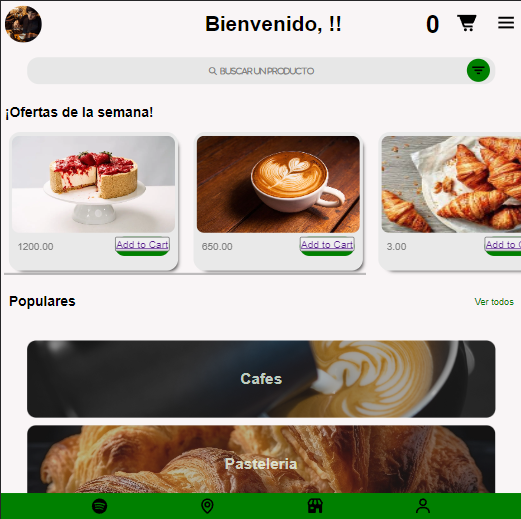 Bienvenido, !!
0
BUSCAR UN PRODUCTO
¡Ofertas de la semana!
1200.00 Add to Cart
650.00 Add to Cart
3.00 Add to Cart
Populares
Ver todos
Cafes
Pasteleria